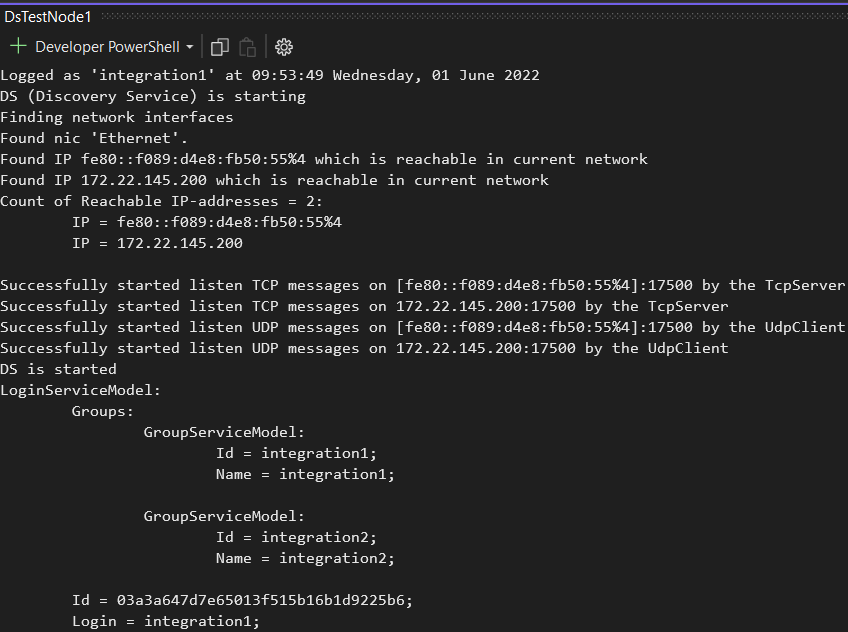 DsTestNode1
Developer PowerShell
Logged as 'integration1' at 09:53:49 Wednesday, 01 June 2022
DS (Discovery Service) is starting
Finding network interfaces
Found nic 'Ethernet'.
Found IP fe80::f089:d4e8:fb50:55%4 which is reachable in current network
Found IP 172.22.145.200 which is reachable in current network
Count of Reachable IP-addresses = 2:
        IP = fe80::f089:d4e8:fb50:55%4
        IP = 172.22.145.200

Successfully started listen TCP messages on [fe80::f089:d4e8:fb50:55%4]:17500 by the TcpServer
Successfully started listen TCP messages on 172.22.145.200:17500 by the TcpServer
Successfully started listen UDP messages on [fe80::f089:d4e8:fb50:55%4]:17500 by the UdpClient
Successfully started listen UDP messages on 172.22.145.200:17500 by the UdpClient
DS is started
LoginServiceModel:
        Groups:
                GroupServiceModel:
                        Id = integration1;
                        Name = integration1;

                GroupServiceModel:
                        Id = integration2;
                        Name = integration2;

        Id = 03a3a647d7e65013f515b16b1d9225b6;
        Login = integration1;